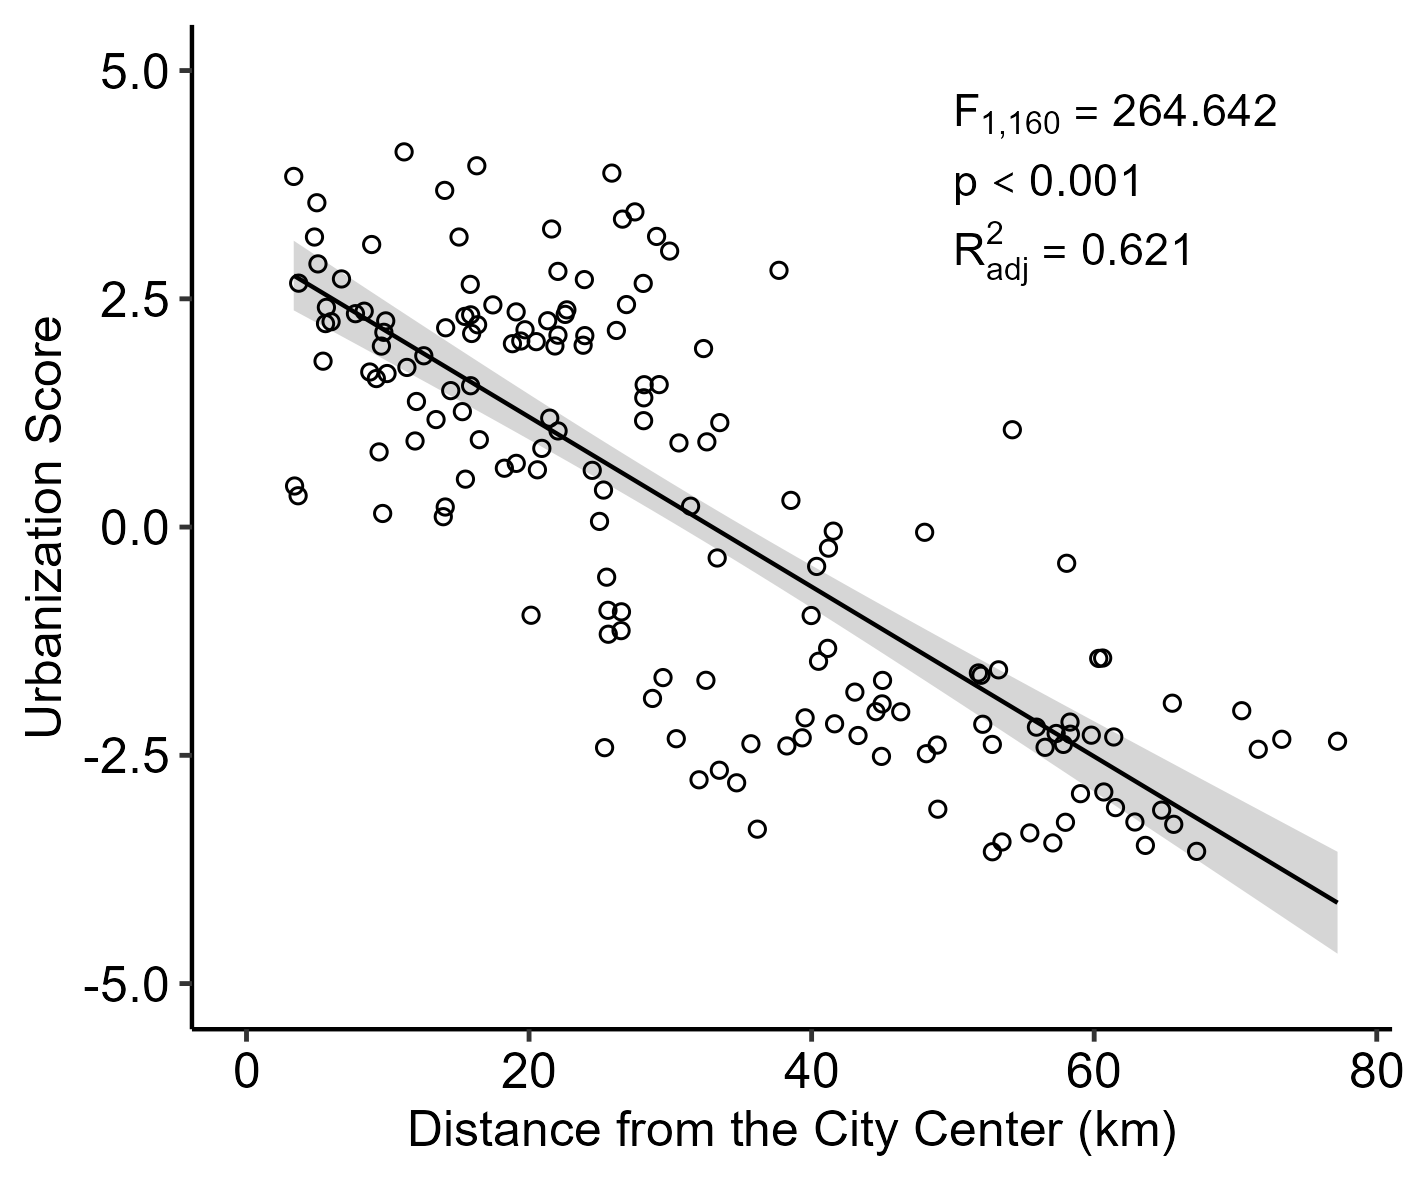 5.0
2.5
0.0
-2.5
-5.0
Urbanization Score
F1,160 = 264.642
p < 0.001
R2adj = 0.621
0 20 40 60 80
Distance from the City Center (km)